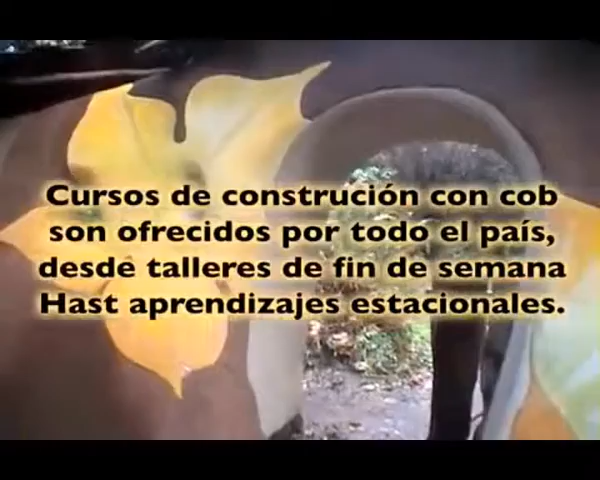 Cursos de construción con cob
son ofrecidos por todo el país,
desde talleres de fin de semana
Hast aprendizajes estacionales.